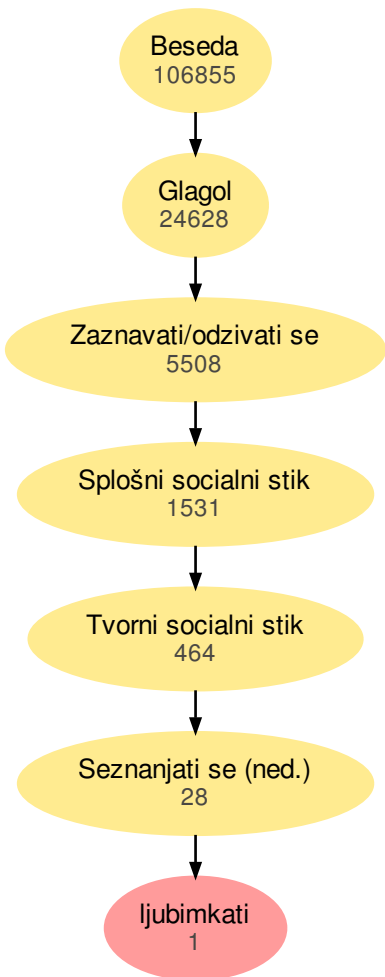 Beseda
106855
Glagol
24628
Zaznavati/odzivati se
5508
Splošni socialni stik
1531
Tvorni socialni stik
464
Seznanjati se (ned.)
28
ljubimkati
1